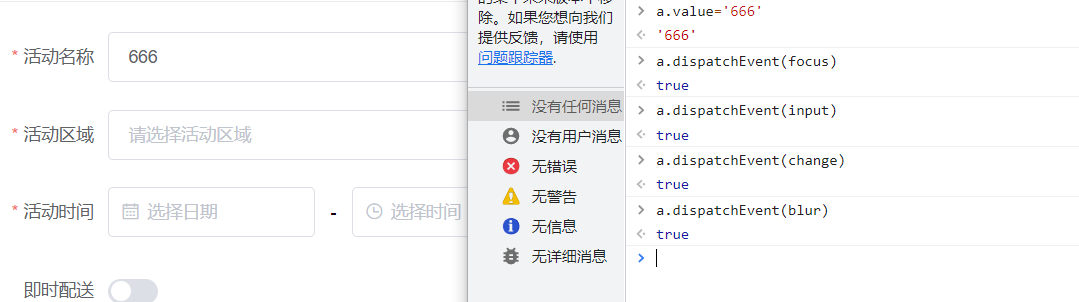 * 活动名称
666
* 活动区域
请选择活动区域
* 活动时间
选择日期
-
选择时间
即时配送
除。如果您想向我们
提供反馈，请使用
问题跟踪器.
没有任何消息
没有用户消息
无错误
无警告
无信息
无详细消息
> a.value='666'
'666'
> a.dispatchEvent(focus)
true
> a.dispatchEvent(input)
true
> a.dispatchEvent(change)
true
> a.dispatchEvent(blur)
true
>